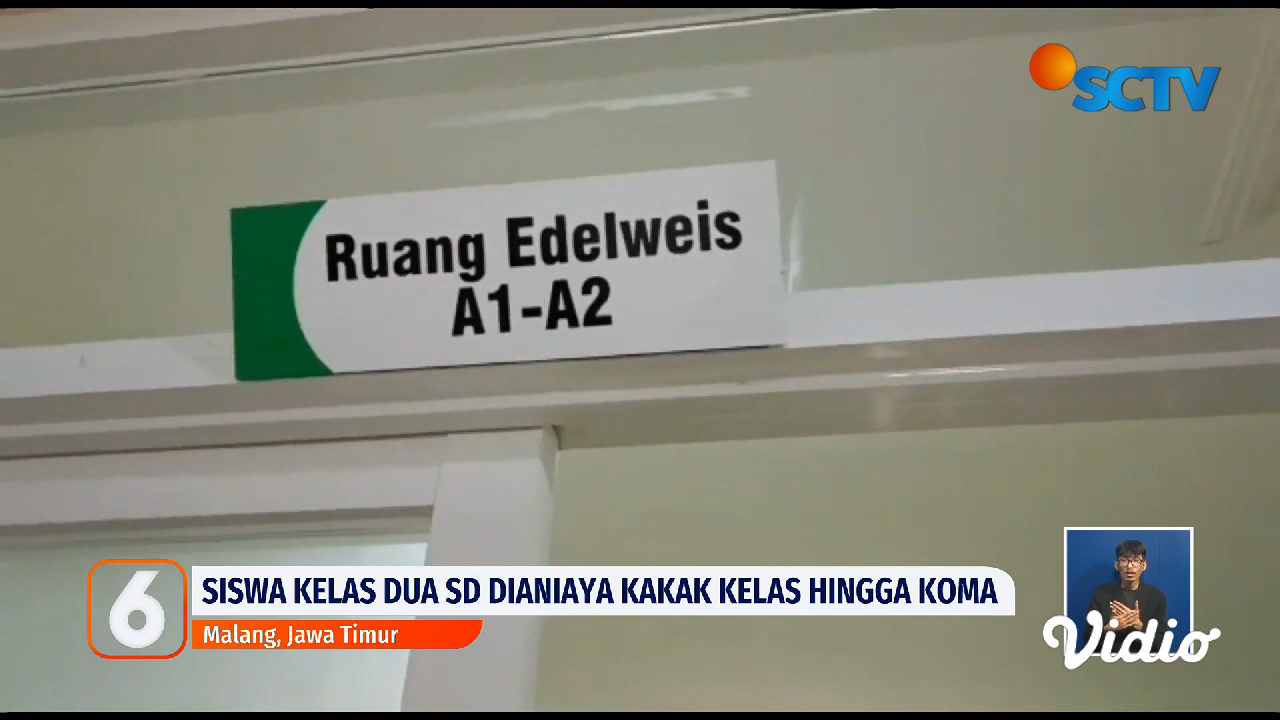 SCTV
Ruang Edelweis
A1-A2
6
SISWA KELAS DUA SD DIANIAYA KAKAK KELAS HINGGA KOMA
Malang, Jawa Timur
Vidio